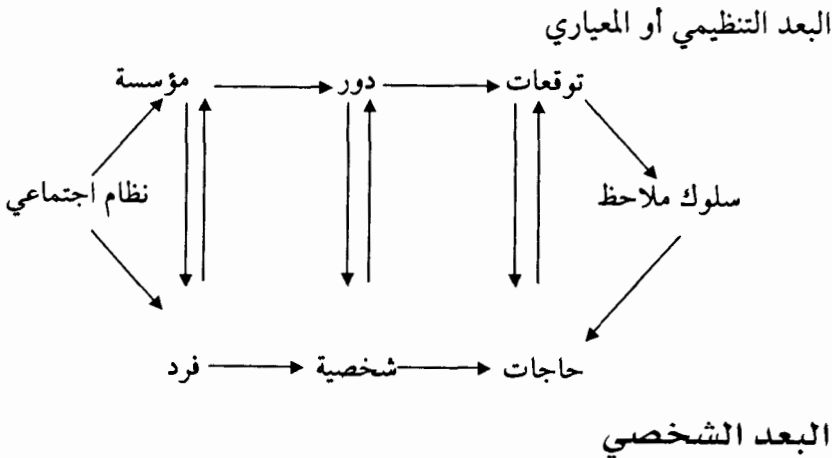 البعد التنظيمي أو المعياري
مؤسسة دور توقعات
نظام اجتماعي سلوك ملاحظ
فرد شخصية حاجات
البعد الشخصي